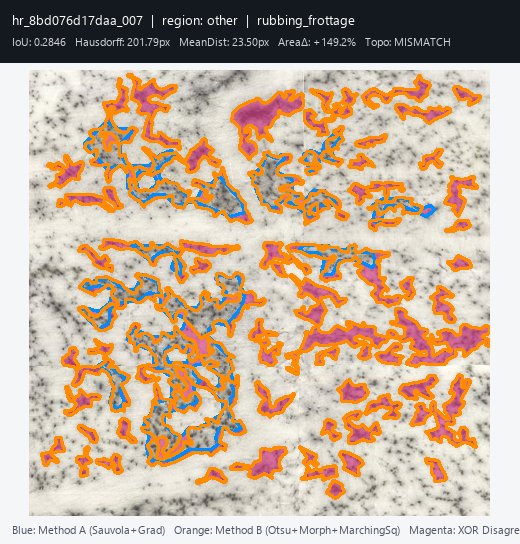 hr_8bd076d17daa_007 | region: other | rubbing_frottage
IoU: 0.2846 Hausdorff: 201.79px MeanDist: 23.50px AreaΔ: +149.2% Topo: MISMATCH
Blue: Method A (Sauvola+Grad) Orange: Method B (Otsu+Morph+MarchingSq) Magenta: XOR Disagre